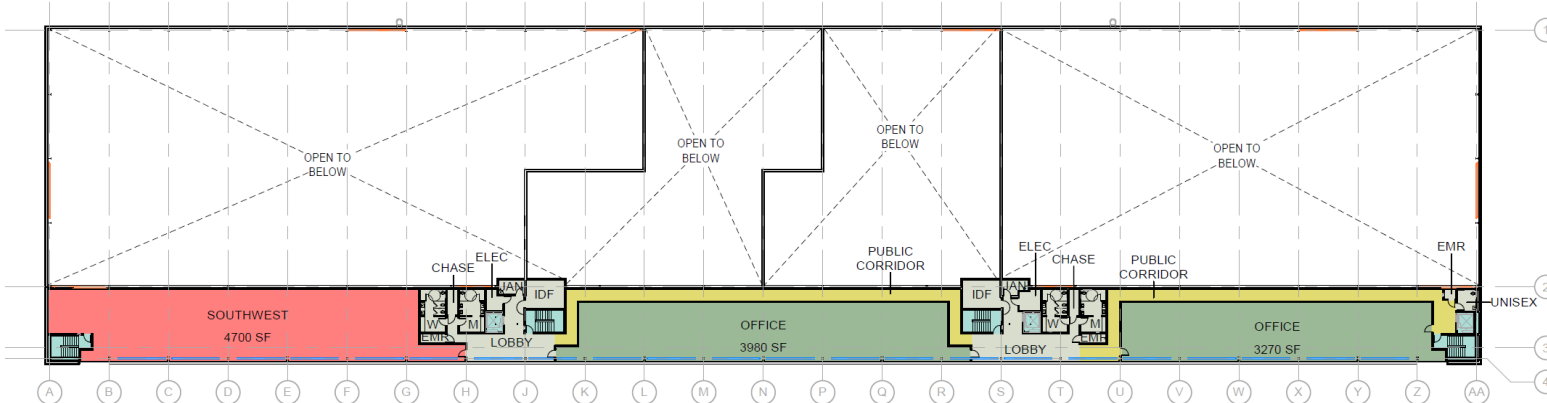 1
OPEN TO
BELOW
OPEN TO
BELOW
OPEN TO
BELOW
OPEN TO
BELOW
PUBLIC
CORRIDOR
ELEC
CHASE
ELEC
CHASE
PUBLIC
CORRIDOR
EMR
JAN
IDF
IDF
JAN
2
UNISEX
SOUTHWEST
4700 SF
W
M
EMR
LOBBY
OFFICE
3980 SF
LOBBY
W
M
EMR
OFFICE
3270 SF
3
4
A
B
C
D
E
F
G
H
J
K
L
M
N
P
Q
R
S
T
U
V
W
X
Y
Z
AA